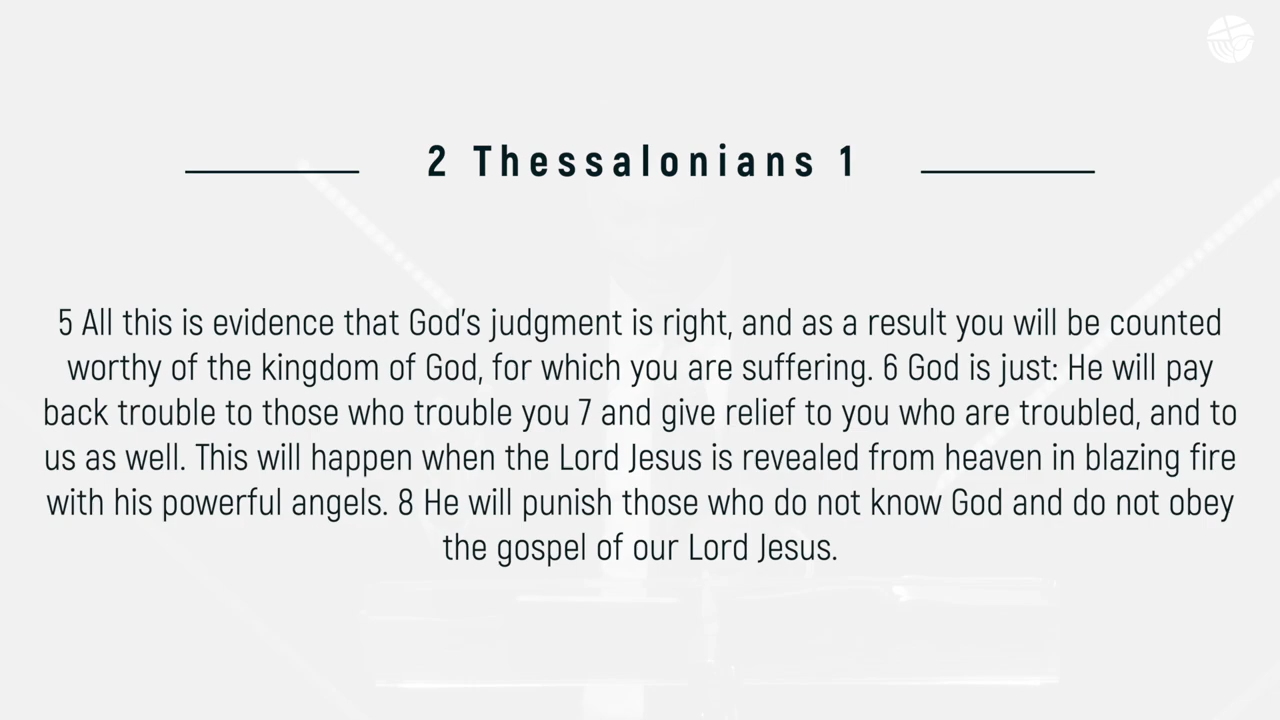 2 Thessalonians 1
5 All this is evidence that God's judgment is right, and as a result you will be counted
worthy of the kingdom of God, for which you are suffering. 6 God is just: He will pay
back trouble to those who trouble you 7 and give relief to you who are troubled, and to
us as well. This will happen when the Lord Jesus is revealed from heaven in blazing fire
with his powerful angels. 8 He will punish those who do not know God and do not obey
the gospel of our Lord Jesus.